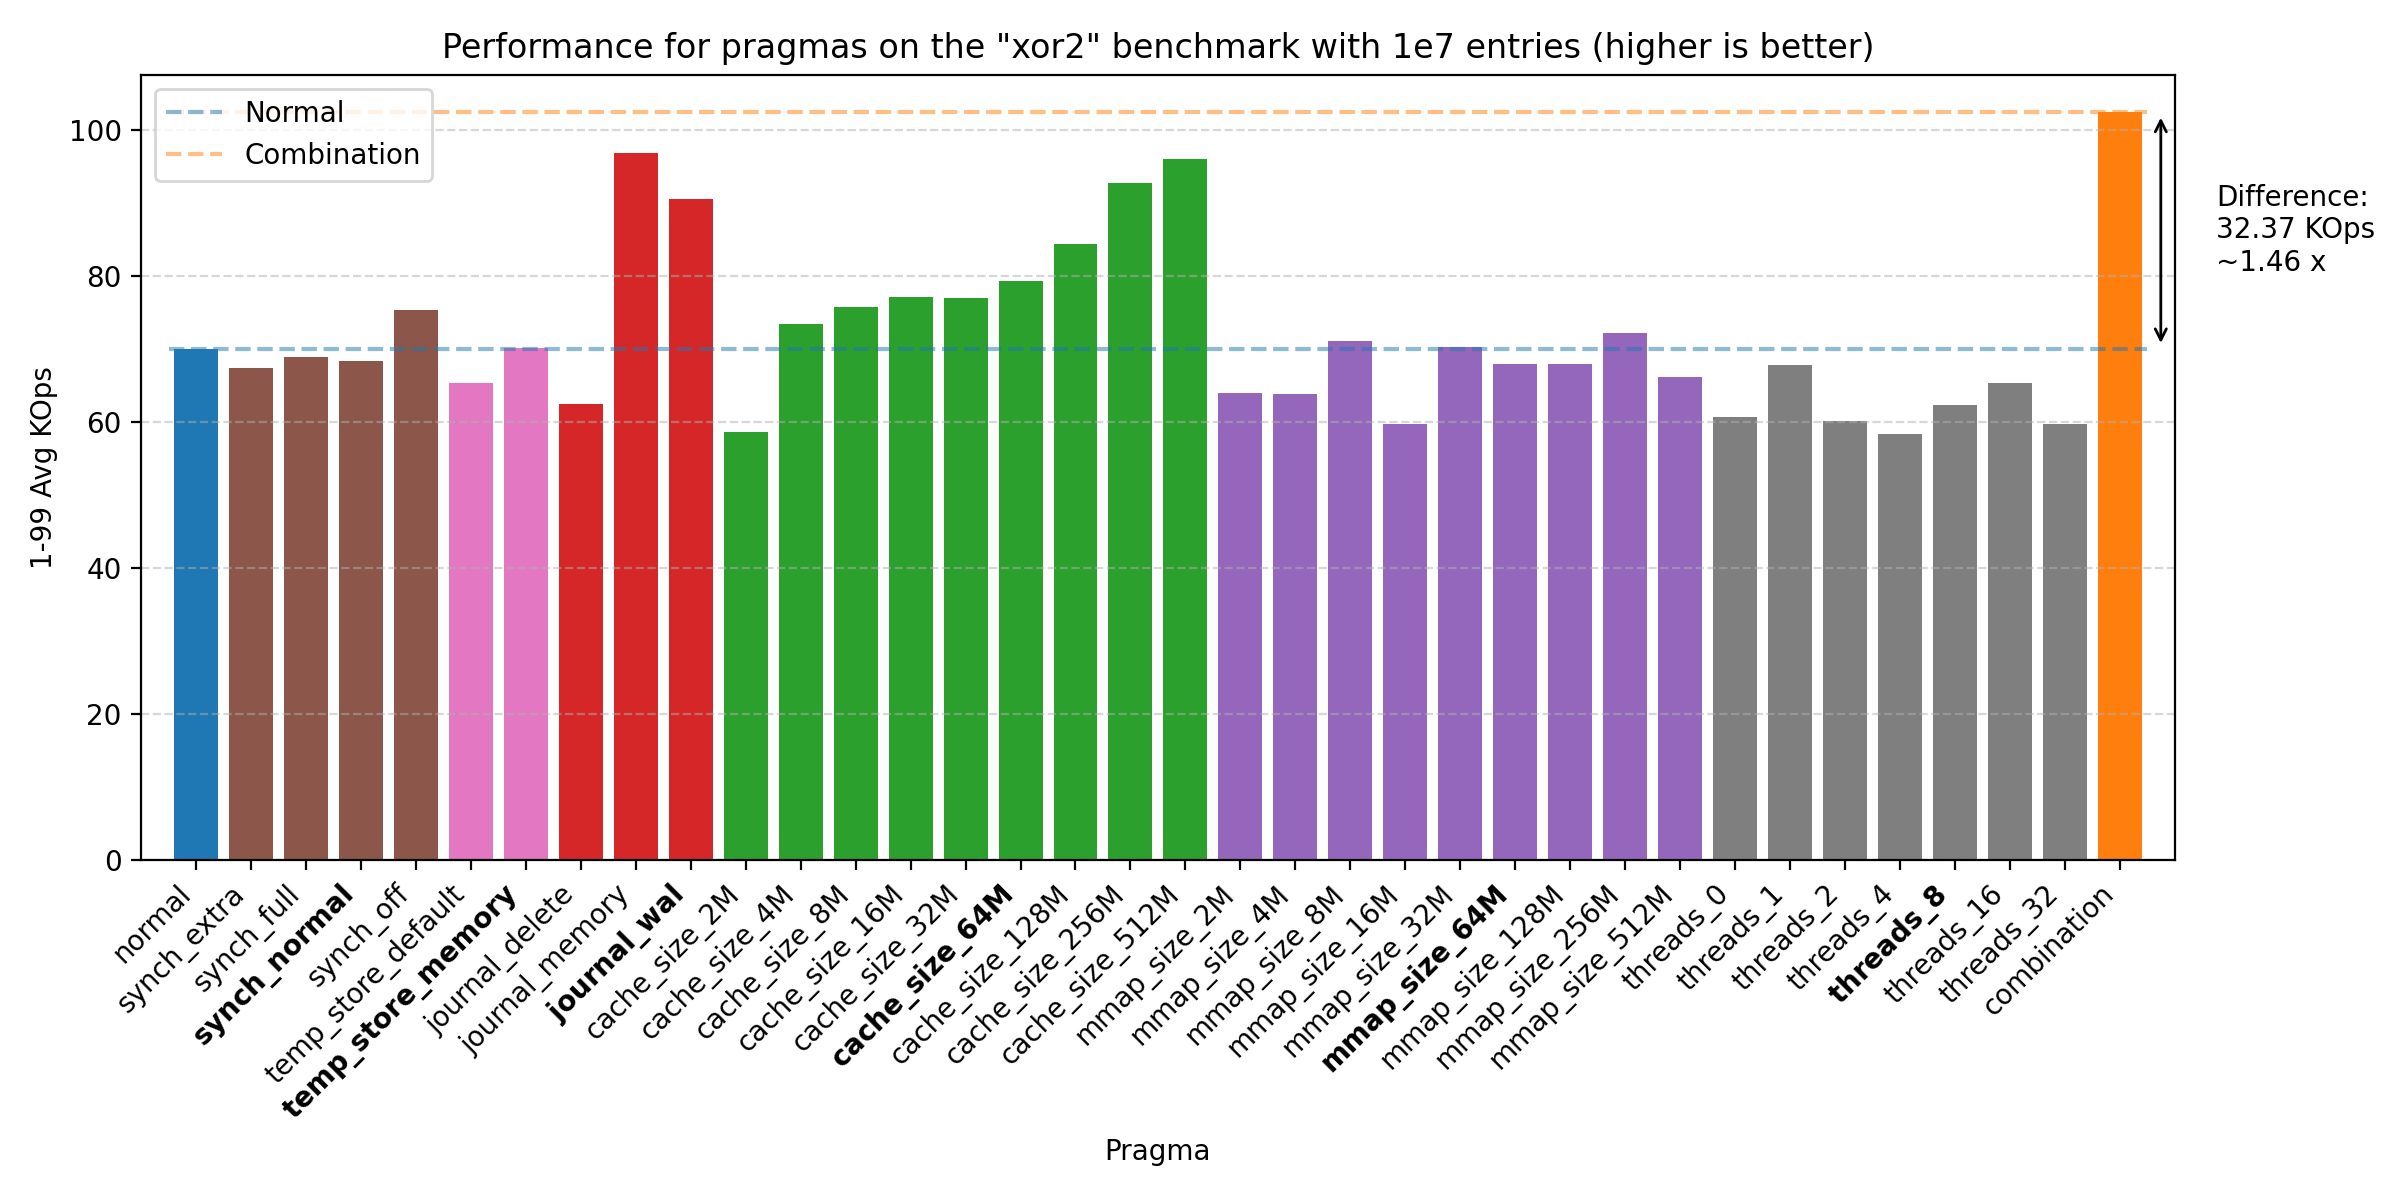 Performance for pragmas on the "xor2" benchmark with 1e7 entries (higher is better)
Normal
Combination
100
80
60
40
20
0
1-99 Avg KOps
Difference:
32.37 KOps
~1.46 x
normal
synch_extra
synch_full
synch_normal
synch_off
temp_store_default
temp_store_memory
journal_delete
journal_memory
journal_wal
cache_size_2M
cache_size_4M
cache_size_8M
cache_size_16M
cache_size_32M
cache_size_64M
cache_size_128M
cache_size_256M
cache_size_512M
mmap_size_2M
mmap_size_4M
mmap_size_8M
mmap_size_16M
mmap_size_32M
mmap_size_64M
mmap_size_128M
mmap_size_256M
mmap_size_512M
threads_0
threads_1
threads_2
threads_4
threads_8
threads_16
threads_32
combination
Pragma